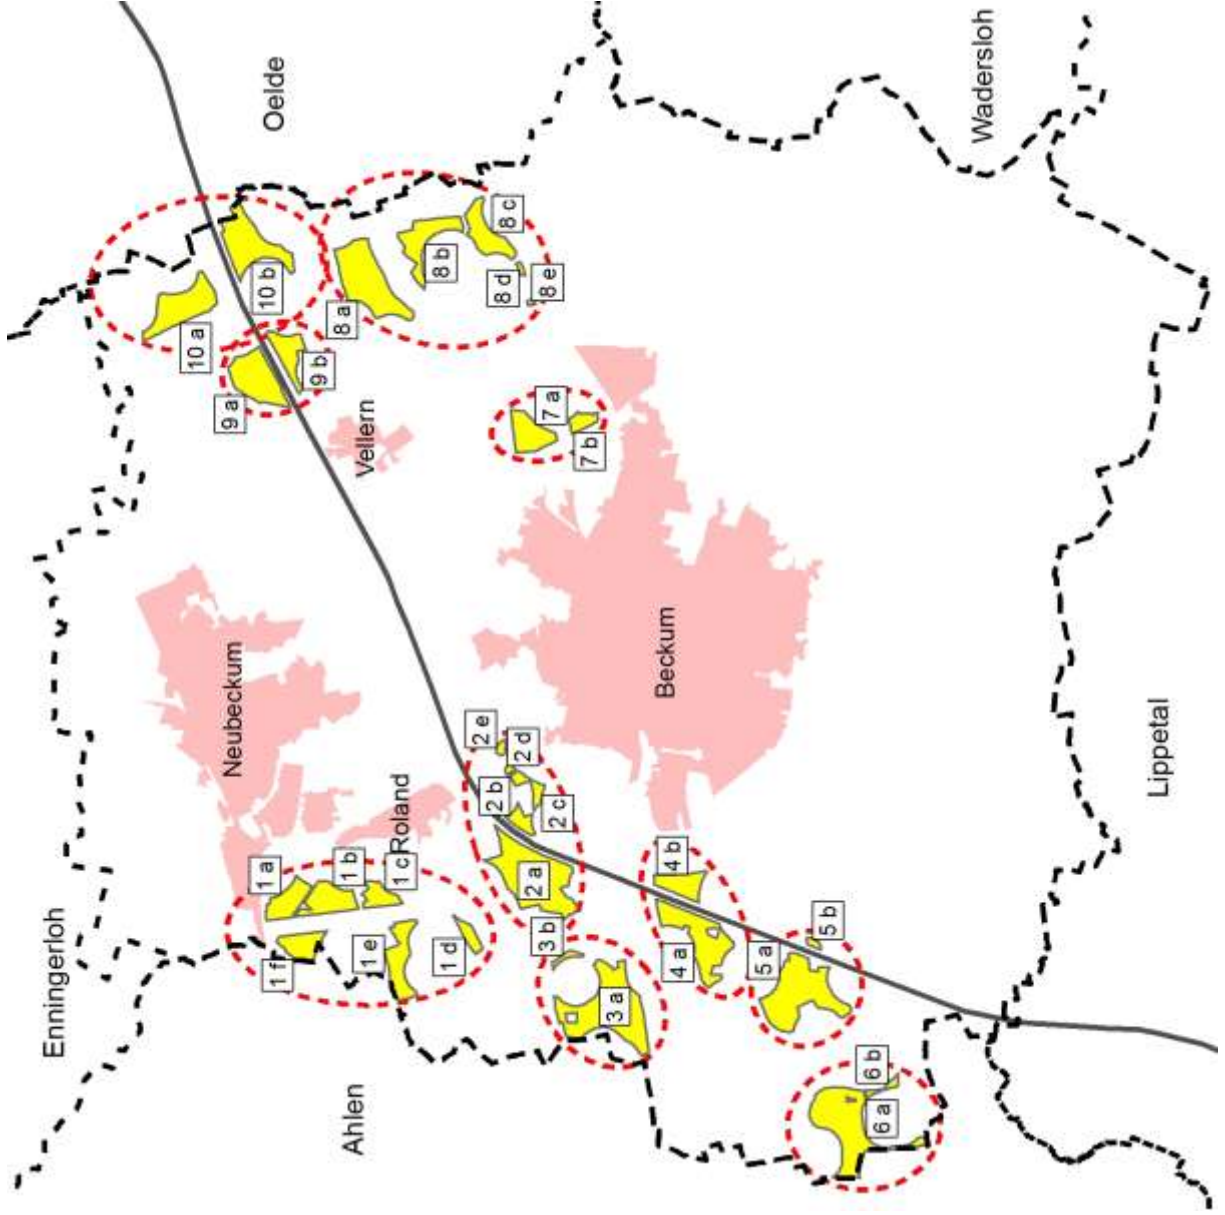 Enningerloh
Ahlen
Neubeckum
Roland
Vellern
Oelde
Beckum
Lippetal
Wadersloh
1 a
1 b
1 c
1 d
1 e
1 f
2 a
2 b
2 c
2 d
2 e
3 a
3 b
4 a
4 b
5 a
5 b
6 a
6 b
7 a
7 b
8 a
8 b
8 c
8 d
8 e
9 a
9 b
10 a
10 b